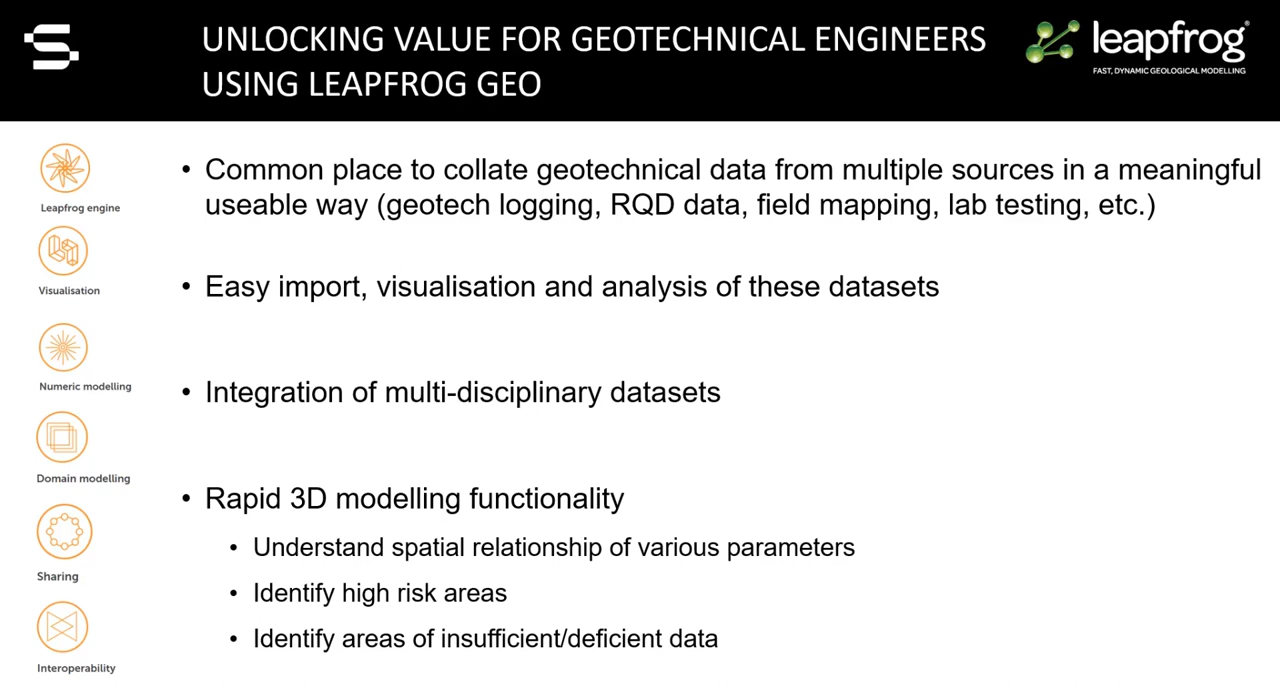 UNLOCKING VALUE FOR GEOTECHNICAL ENGINEERS
USING LEAPFROG GEO
leapfrog®
FAST, DYNAMIC GEOLOGICAL MODELLING
Leapfrog engine
Visualisation
Numeric modelling
Domain modelling
Sharing
Interoperability
• Common place to collate geotechnical data from multiple sources in a meaningful
useable way (geotech logging, RQD data, field mapping, lab testing, etc.)
• Easy import, visualisation and analysis of these datasets
• Integration of multi-disciplinary datasets
• Rapid 3D modelling functionality
• Understand spatial relationship of various parameters
• Identify high risk areas
• Identify areas of insufficient/deficient data